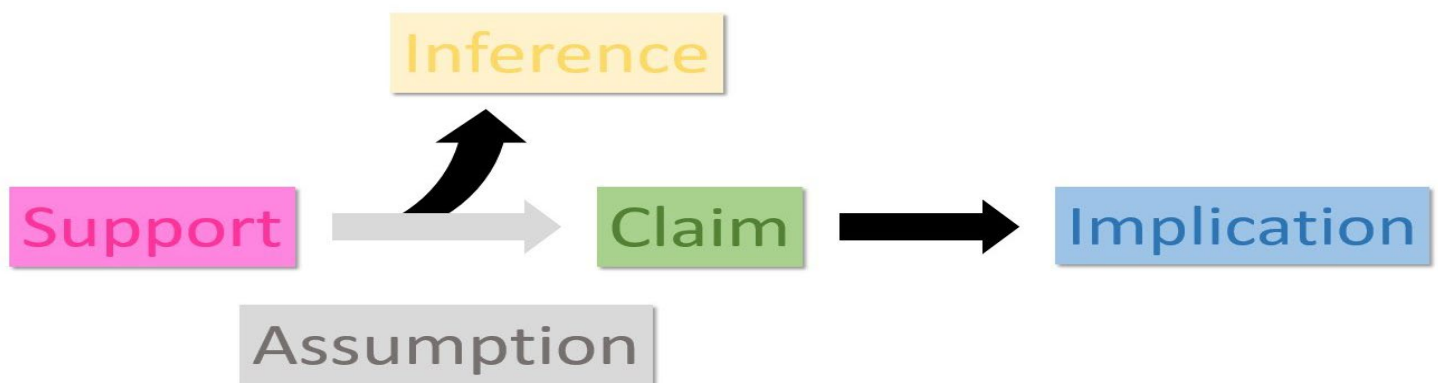 Inference
Support
Claim
Implication
Assumption